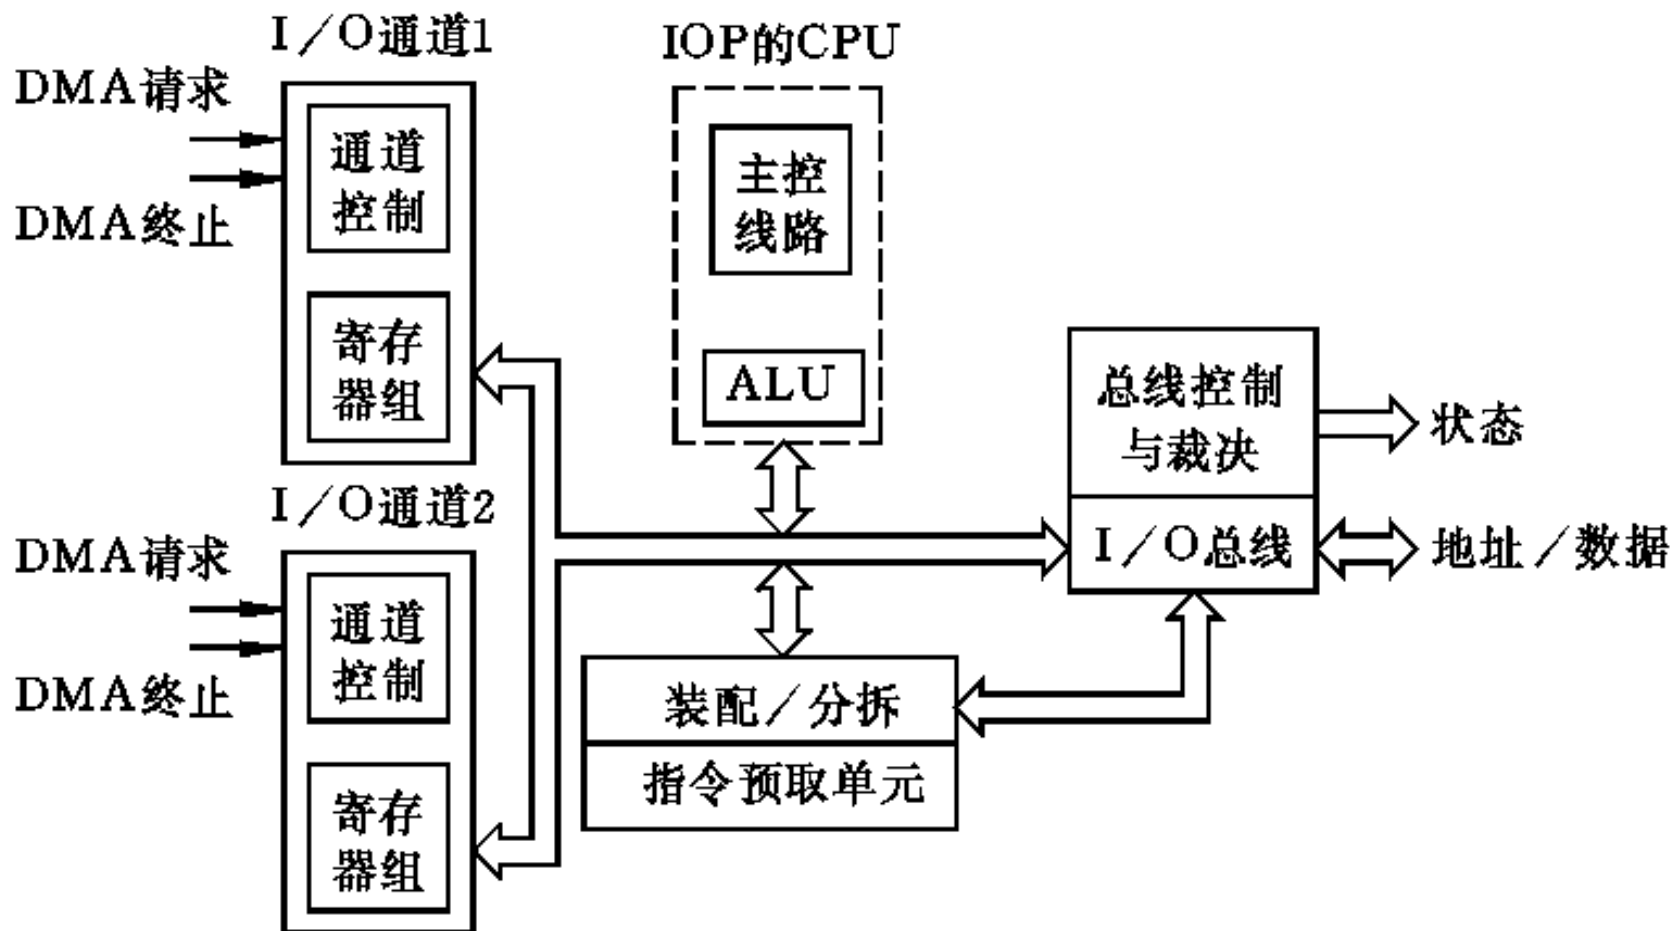 I/O通道1
DMA请求
DMA终止
通道
控制
寄存
器组
I/O通道2
DMA请求
DMA终止
通道
控制
寄存
器组
IOP的CPU
主控
线路
ALU
装配/分拆
指令预取单元
总线控制
与裁决
I/O总线
状态
地址/数据